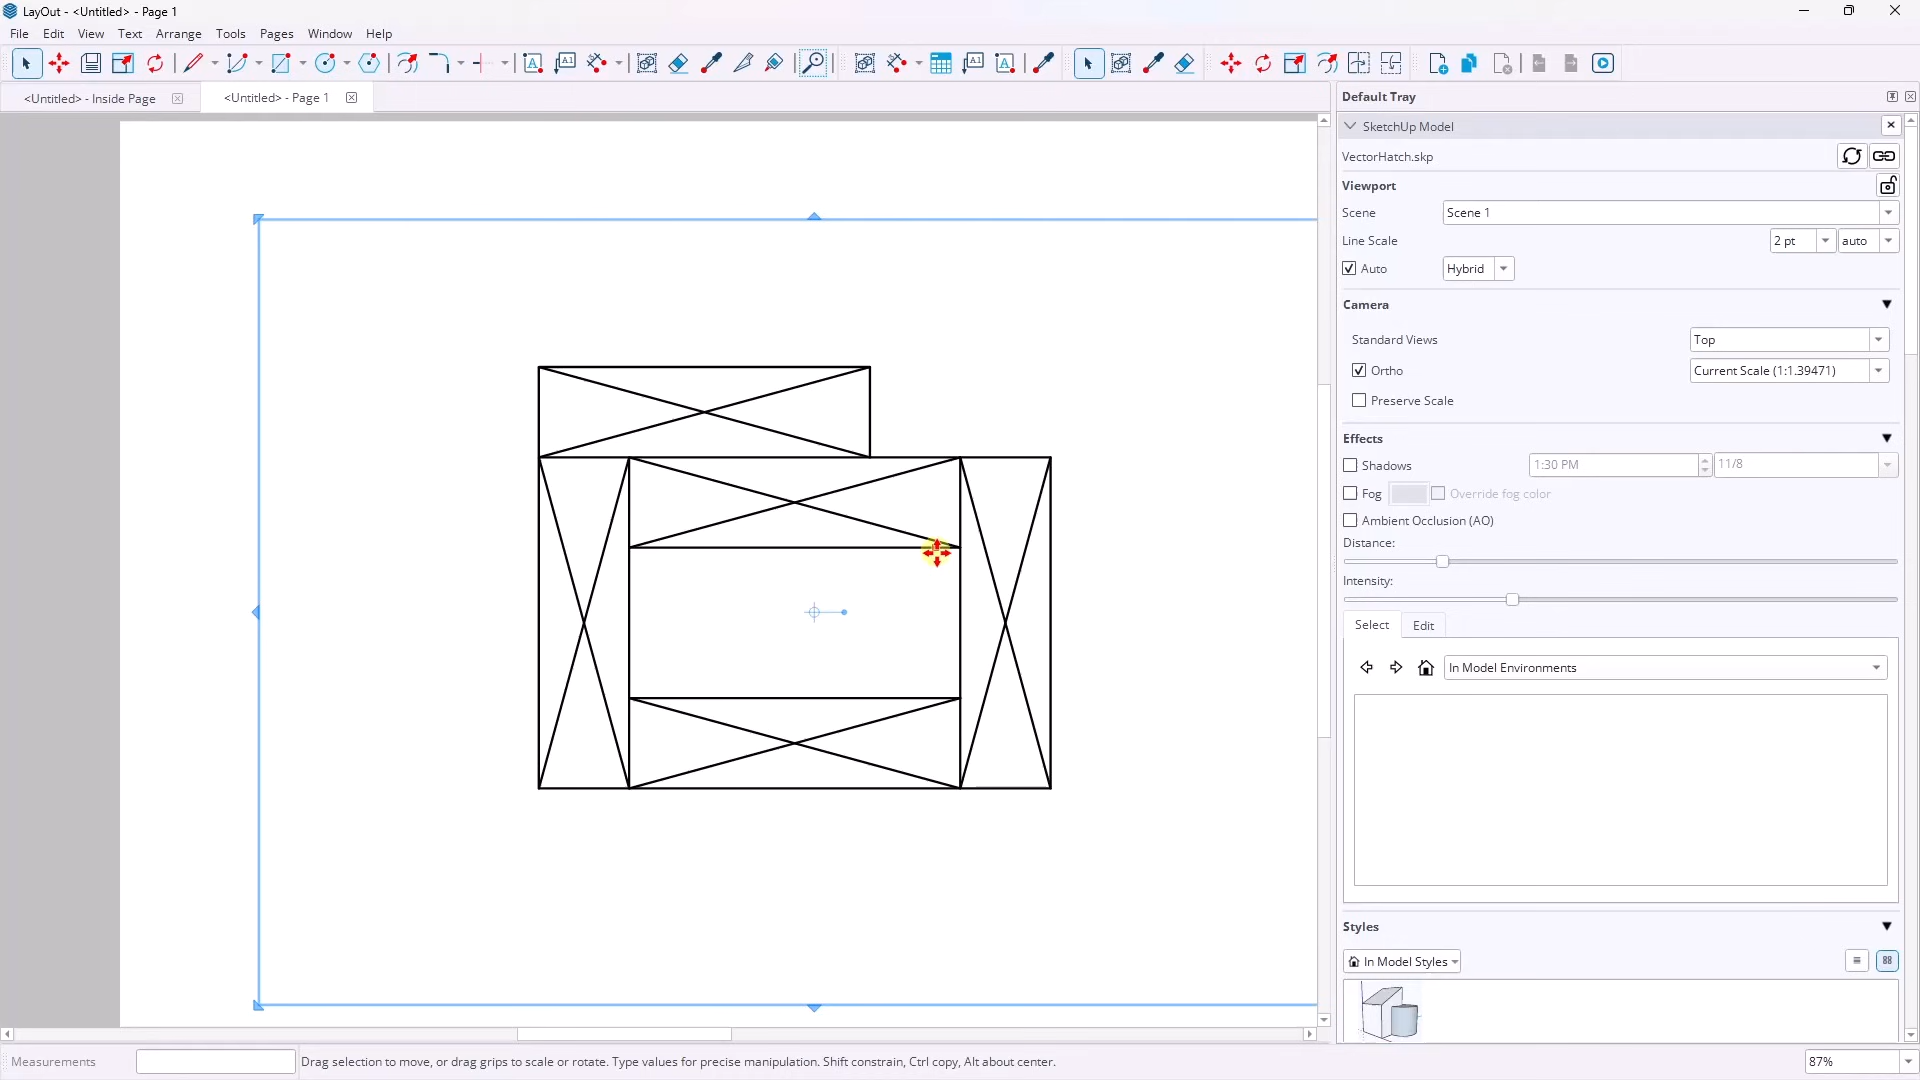 LayOut - <Untitled> - Page 1
File Edit View Text Arrange Tools Pages Window Help
<Untitled> - Inside Page
<Untitled> - Page 1
Default Tray
SketchUp Model
VectorHatch.skp
Viewport
Scene Scene 1
Line Scale 2 pt auto
Auto Hybrid
Camera
Standard Views Top
Ortho Current Scale (1:1.39471)
Preserve Scale
Effects
Shadows 1:30 PM 11/8
Fog Override fog color
Ambient Occlusion (AO)
Distance:
Intensity:
Select Edit
In Model Environments
Styles
In Model Styles
Measurements Drag selection to move, or drag grips to scale or rotate. Type values for precise manipulation. Shift constrain, Ctrl copy, Alt about center. 87%